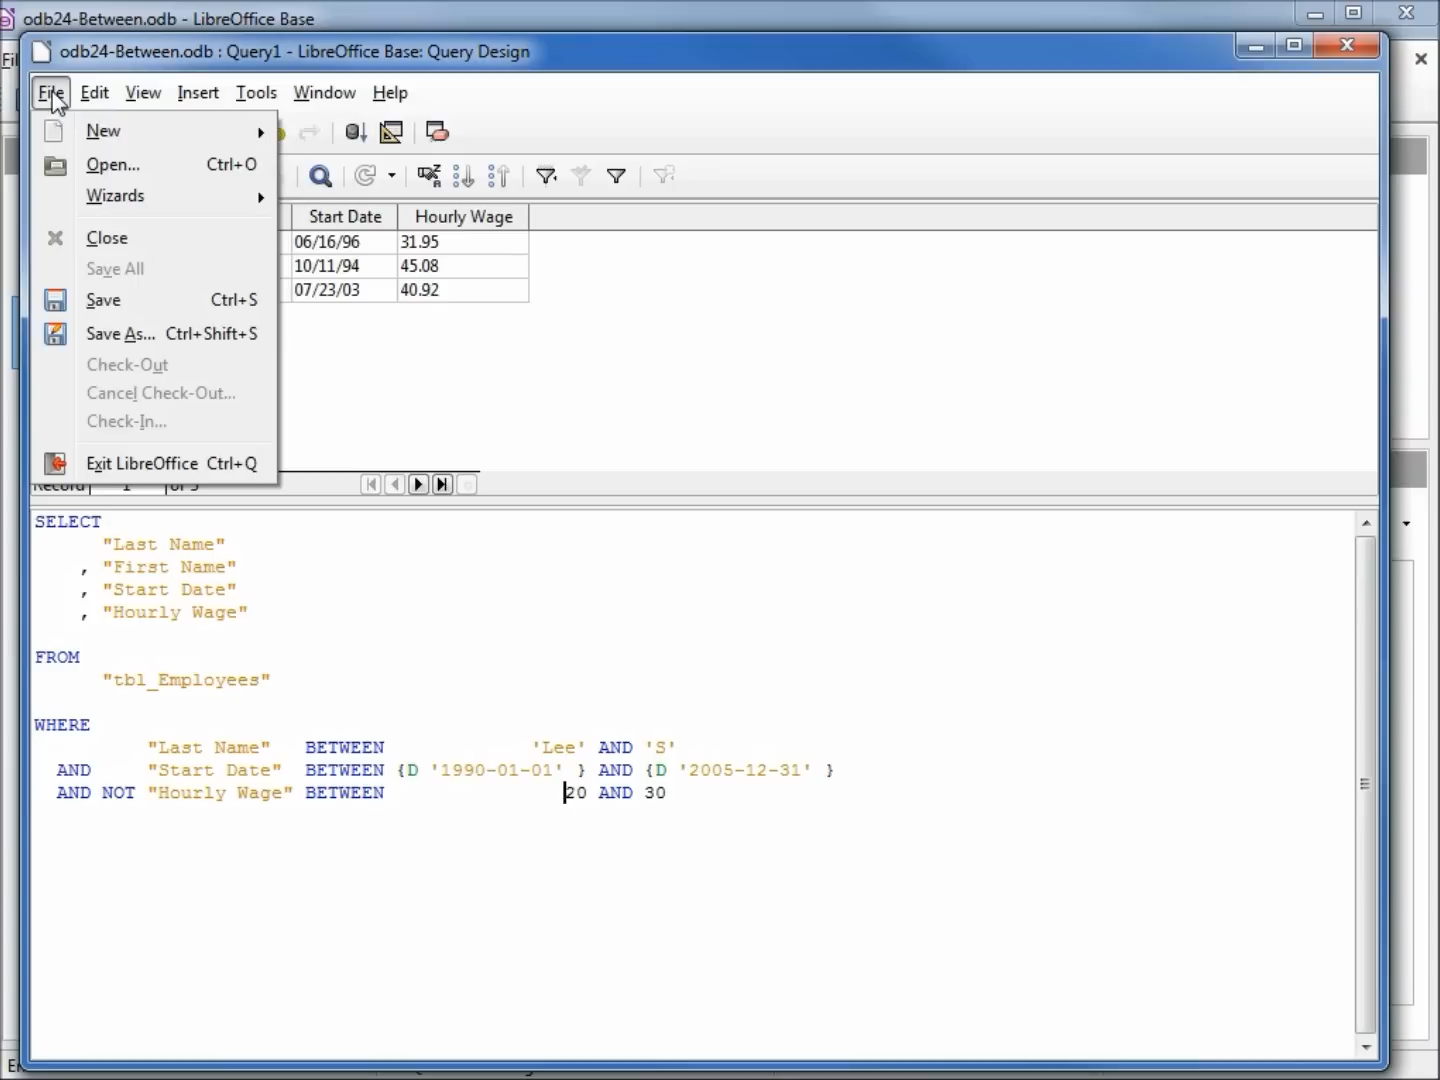 odb24-Between.odb - LibreOffice Base
odb24-Between.odb : Query1 - LibreOffice Base: Query Design
File Edit View Insert Tools Window Help
New
Open... Ctrl+O
Wizards
Close
Save All
Save Ctrl+S
Save As... Ctrl+Shift+S
Check-Out
Cancel Check-Out...
Check-In...
Exit LibreOffice Ctrl+Q
Start Date Hourly Wage
06/16/96 31.95
10/11/94 45.08
07/23/03 40.92
Record 1 of 3
SELECT
"Last Name"
, "First Name"
, "Start Date"
, "Hourly Wage"
FROM
"tbl_Employees"
WHERE
"Last Name" BETWEEN 'Lee' AND 'S'
AND "Start Date" BETWEEN {D '1990-01-01' } AND {D '2005-12-31' }
AND NOT "Hourly Wage" BETWEEN 20 AND 30